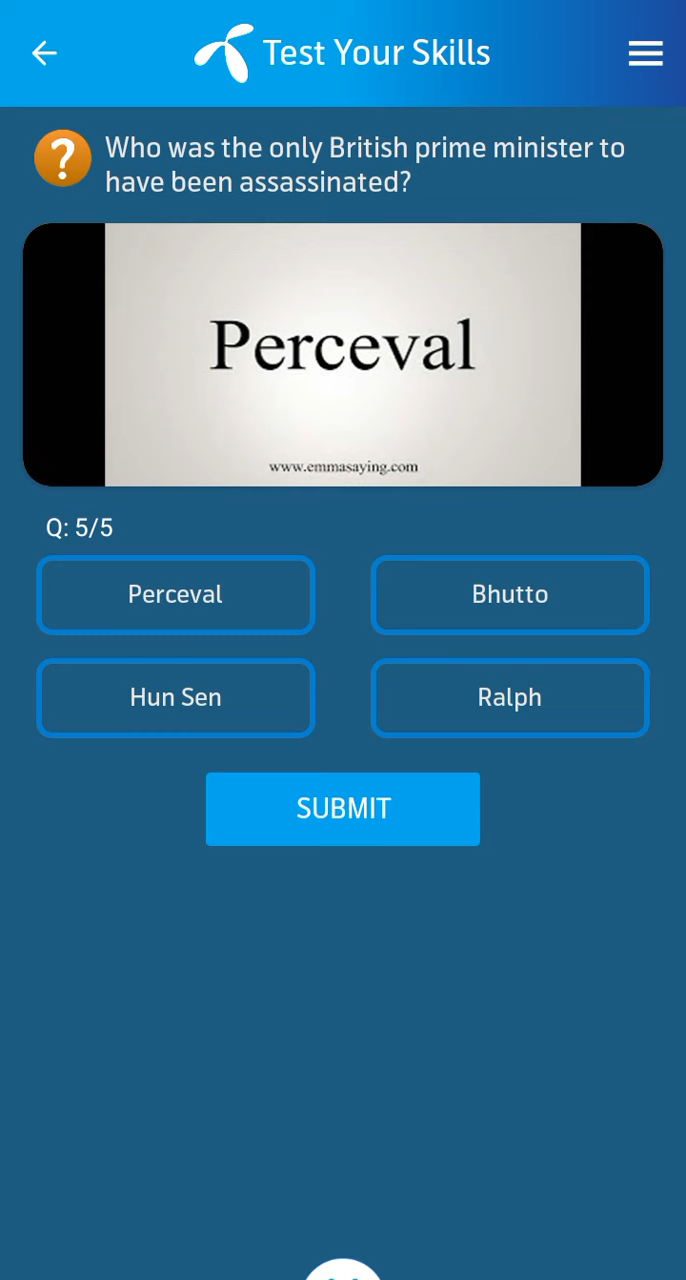 Test Your Skills
Who was the only British prime minister to
have been assassinated?
Perceval
www.emmasaying.com
Q: 5/5
Perceval
Bhutto
Hun Sen
Ralph
SUBMIT